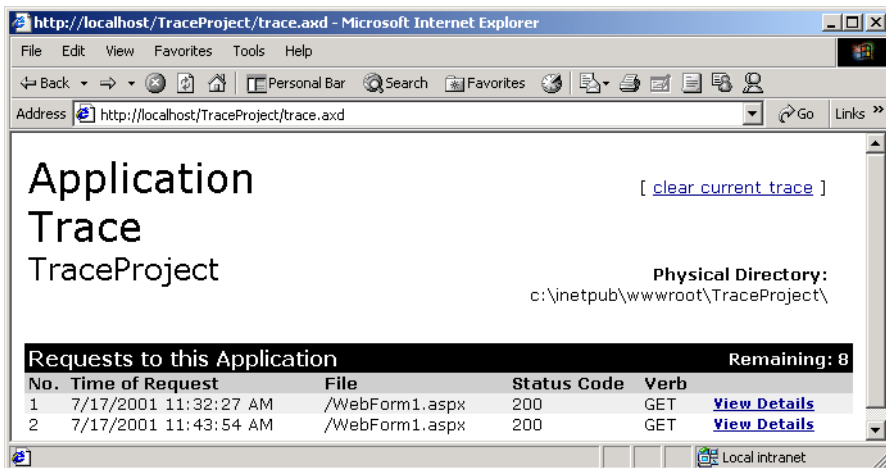 http://localhost/TraceProject/trace.axd - Microsoft Internet Explorer
File Edit View Favorites Tools Help
Back Personal Bar Search Favorites
Address http://localhost/TraceProject/trace.axd Go Links »
Application
Trace
[ clear current trace ]
TraceProject
Physical Directory:
c:\inetpub\wwwroot\TraceProject\
Requests to this Application Remaining: 8
No. Time of Request File Status Code Verb
1 7/17/2001 11:32:27 AM /WebForm1.aspx 200 GET View Details
2 7/17/2001 11:43:54 AM /WebForm1.aspx 200 GET View Details
Local intranet